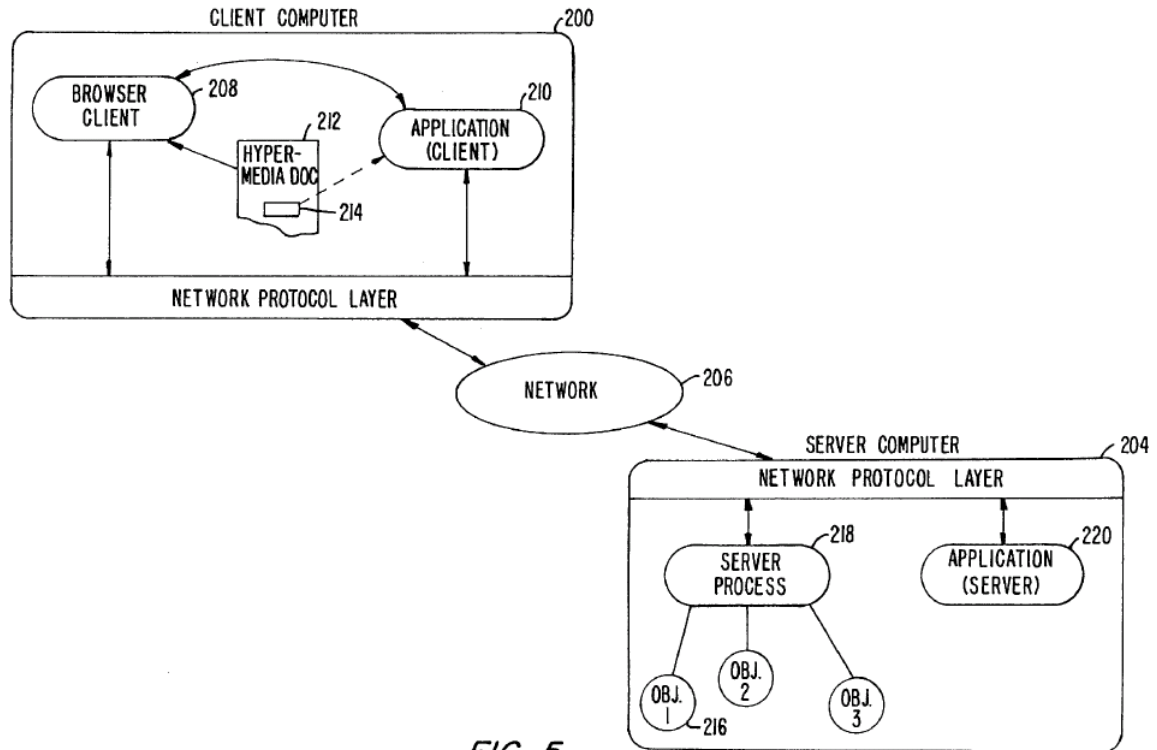 CLIENT COMPUTER
200
BROWSER
CLIENT
208
210
APPLICATION
(CLIENT)
212
HYPER-
MEDIA DOC
214
NETWORK PROTOCOL LAYER
NETWORK
206
SERVER COMPUTER
204
NETWORK PROTOCOL LAYER
218
SERVER
PROCESS
220
APPLICATION
(SERVER)
OBJ.
1
216
OBJ.
2
OBJ.
3
FIG. 5